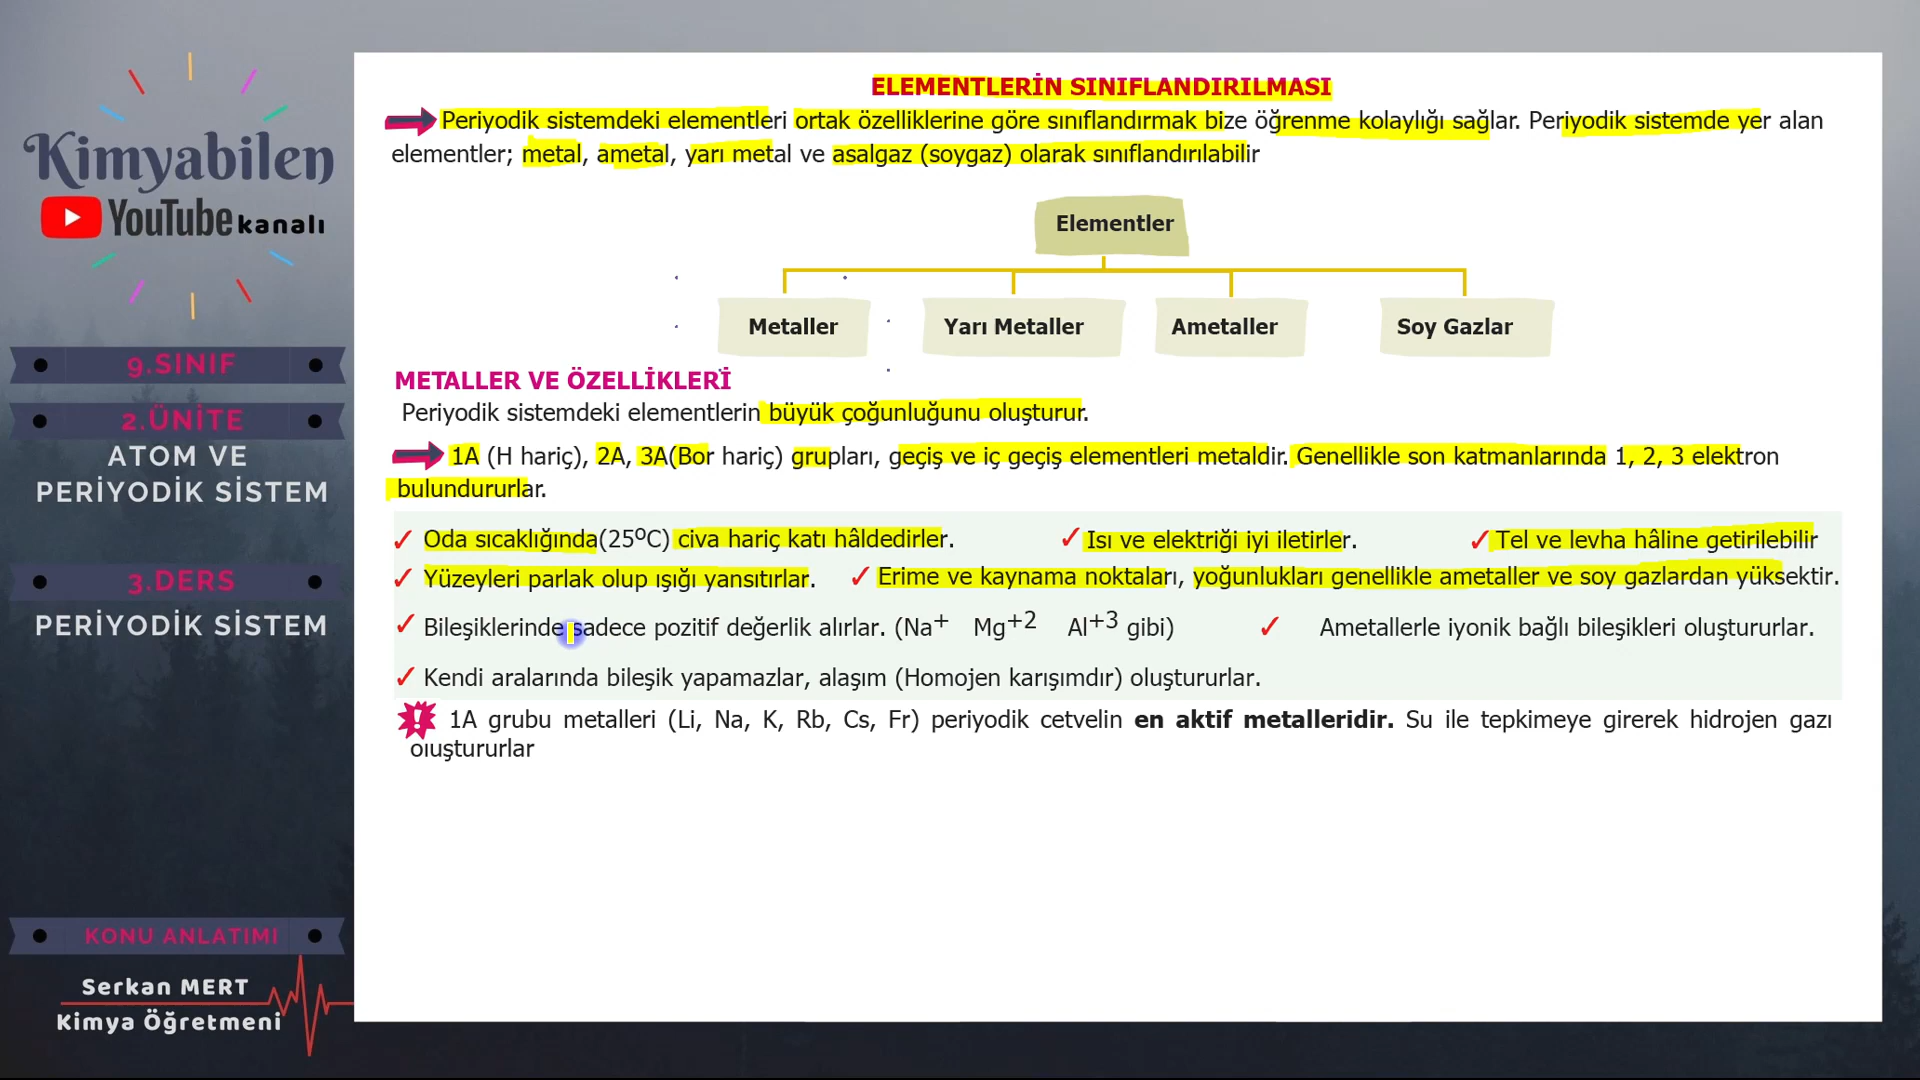 Kimyabilen
YouTube kanalı
9.SINIF
2.ÜNİTE
ATOM VE
PERİYODİK SİSTEM
3.DERS
PERİYODİK SİSTEM
KONU ANLATIMI
Serkan MERT
Kimya Öğretmeni
ELEMENTLERİN SINIFLANDIRILMASI
Periyodik sistemdeki elementleri ortak özelliklerine göre sınıflandırmak bize öğrenme kolaylığı sağlar. Periyodik sistemde yer alan
elementler; metal, ametal, yarı metal ve asalgaz (soygaz) olarak sınıflandırılabilir
Elementler
Metaller Yarı Metaller Ametaller Soy Gazlar
METALLER VE ÖZELLİKLERİ
Periyodik sistemdeki elementlerin büyük çoğunluğunu oluşturur.
1A (H hariç), 2A, 3A(Bor hariç) grupları, geçiş ve iç geçiş elementleri metaldir. Genellikle son katmanlarında 1, 2, 3 elektron
bulundururlar.
✓ Oda sıcaklığında(25⁰C) civa hariç katı hâldedirler. ✓ Isı ve elektriği iyi iletirler. ✓ Tel ve levha hâline getirilebilir
✓ Yüzeyleri parlak olup ışığı yansıtırlar. ✓ Erime ve kaynama noktaları, yoğunlukları genellikle ametaller ve soy gazlardan yüksektir.
✓ Bileşiklerinde sadece pozitif değerlik alırlar. (Na⁺ Mg⁺² Al⁺³ gibi) ✓ Ametallerle iyonik bağlı bileşikleri oluştururlar.
✓ Kendi aralarında bileşik yapamazlar, alaşım (Homojen karışımdır) oluştururlar.
! 1A grubu metalleri (Li, Na, K, Rb, Cs, Fr) periyodik cetvelin en aktif metalleridir. Su ile tepkimeye girerek hidrojen gazı
oluştururlar